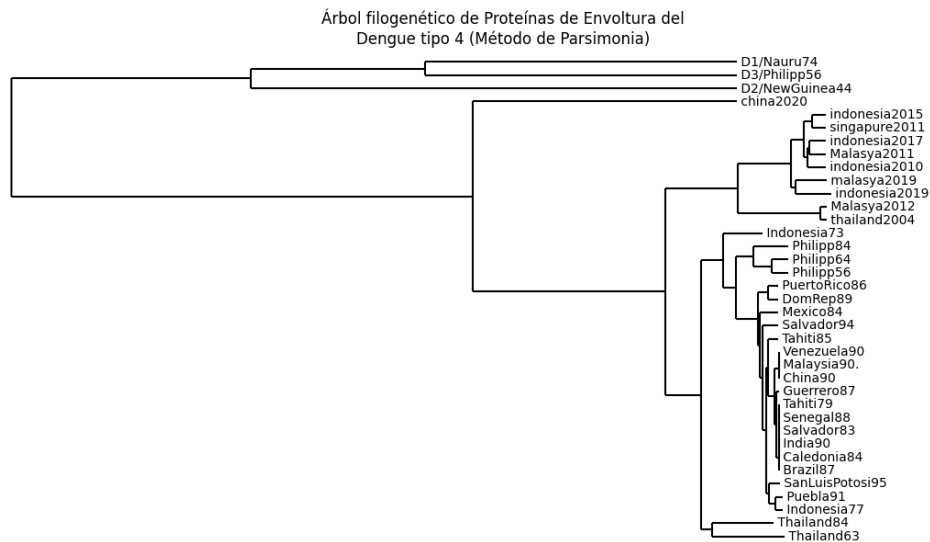 Árbol filogenético de Proteínas de Envoltura del
Dengue tipo 4 (Método de Parsimonia)
D1/Nauru74
D3/Philipp56
D2/NewGuinea44
china2020
indonesia2015
singapure2011
indonesia2017
Malasya2011
indonesia2010
malasya2019
indonesia2019
Malasya2012
thailand2004
Indonesia73
Philipp84
Philipp64
Philipp56
PuertoRico86
DomRep89
Mexico84
Salvador94
Tahiti85
Venezuela90
Malaysia90.
China90
Guerrero87
Tahiti79
Senegal88
Salvador83
India90
Caledonia84
Brazil87
SanLuisPotosi95
Puebla91
Indonesia77
Thailand84
Thailand63